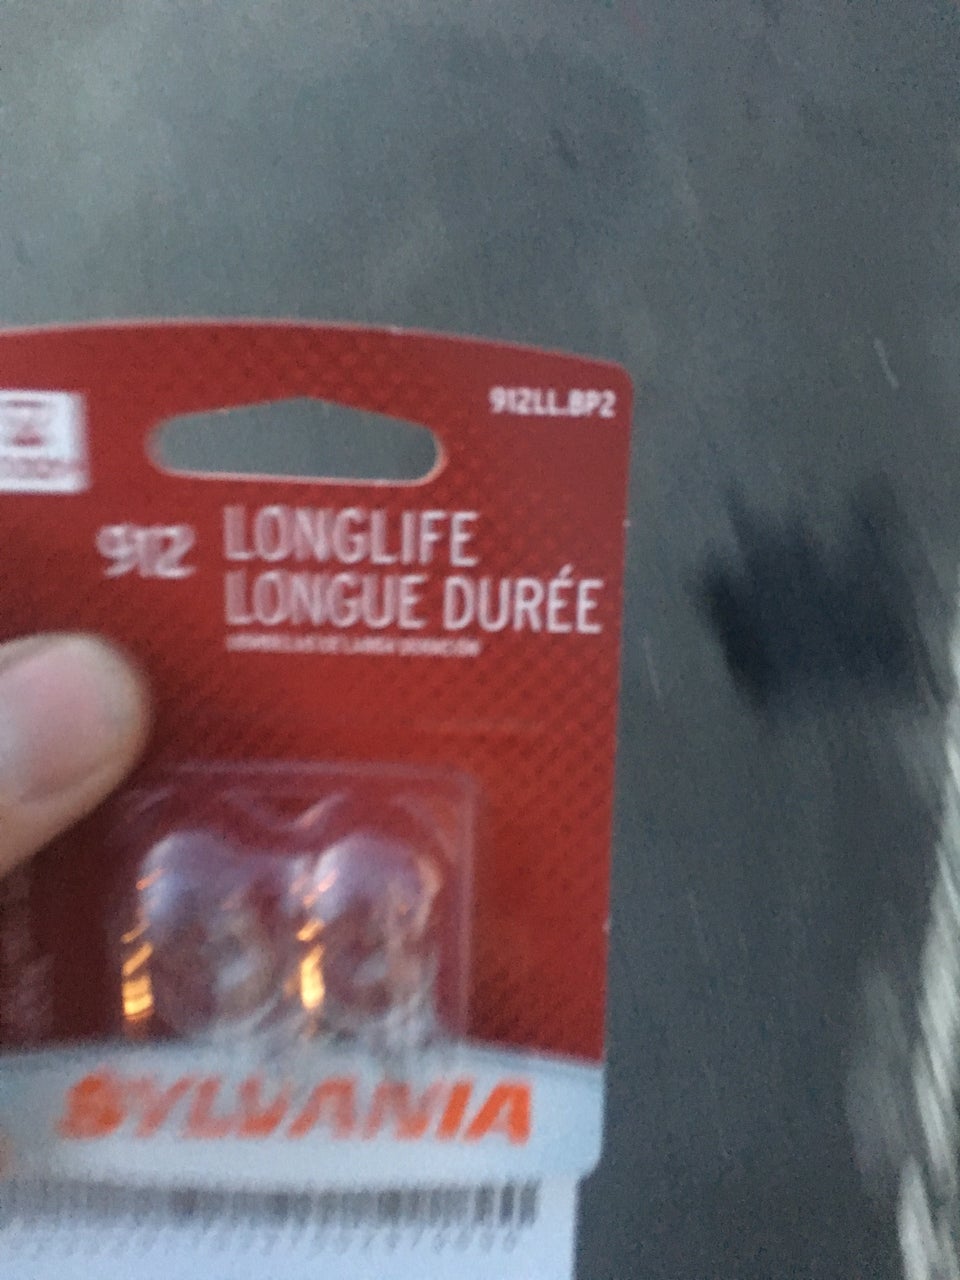 912LL.BP2
912 LONGLIFE
LONGUE DURÉE
SYLVANIA